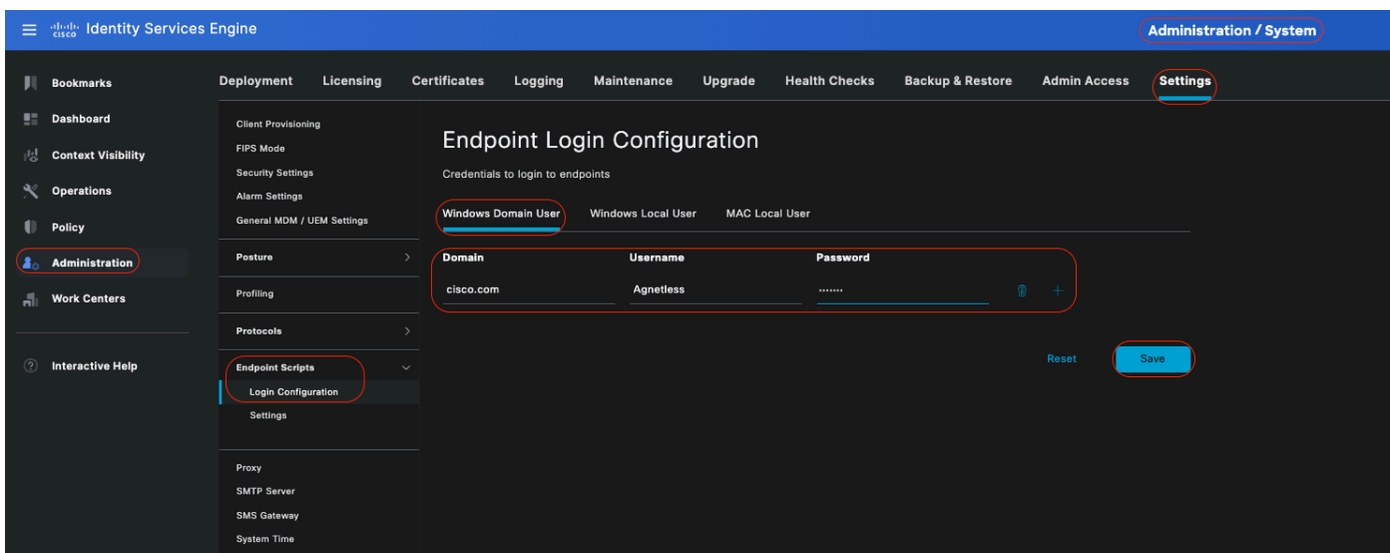 cisco Identity Services Engine
Administration / System
Bookmarks
Dashboard
Context Visibility
Operations
Policy
Administration
Work Centers
Interactive Help
Deployment Licensing Certificates Logging Maintenance Upgrade Health Checks Backup & Restore Admin Access Settings
Client Provisioning
FIPS Mode
Security Settings
Alarm Settings
General MDM / UEM Settings
Posture
Profiling
Protocols
Endpoint Scripts
Login Configuration
Settings
Proxy
SMTP Server
SMS Gateway
System Time
Endpoint Login Configuration
Credentials to login to endpoints
Windows Domain User Windows Local User MAC Local User
Domain Username Password
cisco.com Agnetless ·······
Reset Save